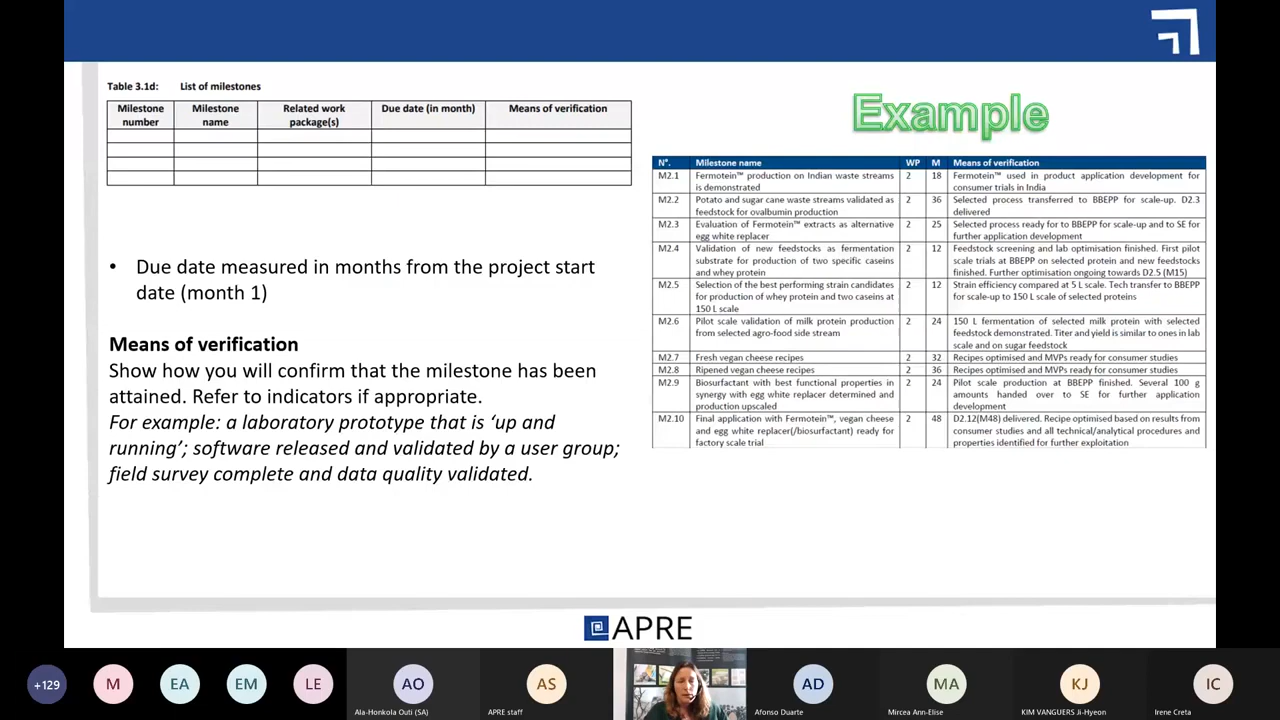 Table 3.1d: List of milestones
Milestone number
Milestone name
Related work package(s)
Due date (in month)
Means of verification
• Due date measured in months from the project start
date (month 1)
Means of verification
Show how you will confirm that the milestone has been
attained. Refer to indicators if appropriate.
For example: a laboratory prototype that is ‘up and
running’; software released and validated by a user group;
field survey complete and data quality validated.
Example
N°. Milestone name WP M Means of verification
M2.1 Fermotein™ production on Indian waste streams 2 18 Fermotein™ used in product application development for
is demonstrated consumer trials in India
M2.2 Potato and sugar cane waste streams validated as 2 36 Selected process transferred to BBEPP for scale-up. D2.3
feedstock for ovalbumin production delivered
M2.3 Evaluation of Fermotein™ extracts as alternative 2 25 Selected process ready for to BBEPP for scale-up and to SE for
egg white replacer further application development
M2.4 Validation of new feedstocks as fermentation 2 12 Feedstock screening and lab optimisation finished. First pilot
substrate for production of two specific caseins scale trials at BBEPP on selected protein and new feedstocks
and whey protein finished. Further optimisation ongoing towards D2.5 (M15)
M2.5 Selection of the best performing strain candidates 2 12 Strain efficiency compared at 5 L scale. Tech transfer to BBEPP
for production of whey protein and two caseins at for scale-up to 150 L scale of selected proteins
150 L scale
M2.6 Pilot scale validation of milk protein production 2 24 150 L fermentation of selected milk protein with selected
from selected agro-food side stream feedstock demonstrated. Titer and yield is similar to ones in lab
scale and on sugar feedstock
M2.7 Fresh vegan cheese recipes 2 32 Recipes optimised and MVPs ready for consumer studies
M2.8 Ripened vegan cheese recipes 2 36 Recipes optimised and MVPs ready for consumer studies
M2.9 Biosurfactant with best functional properties in 2 24 Pilot scale production at BBEPP finished. Several 100 g
synergy with egg white replacer determined and amounts handed over to SE for further application
production upscaled development
M2.10 Final application with Fermotein™, vegan cheese 2 48 D2.12(M48) delivered. Recipe optimised based on results from
and egg white replacer(/biosurfactant) ready for consumer studies and all technical/analytical procedures and
factory scale trial properties identified for further exploitation
APRE
+129 M EA EM LE AO AS AD MA KJ IC
Ala-Honkola Outi (SA) APRE staff Afonso Duarte Mircea Ann-Elise KIM VANGUERS Ji-Hyeon Irene Creta